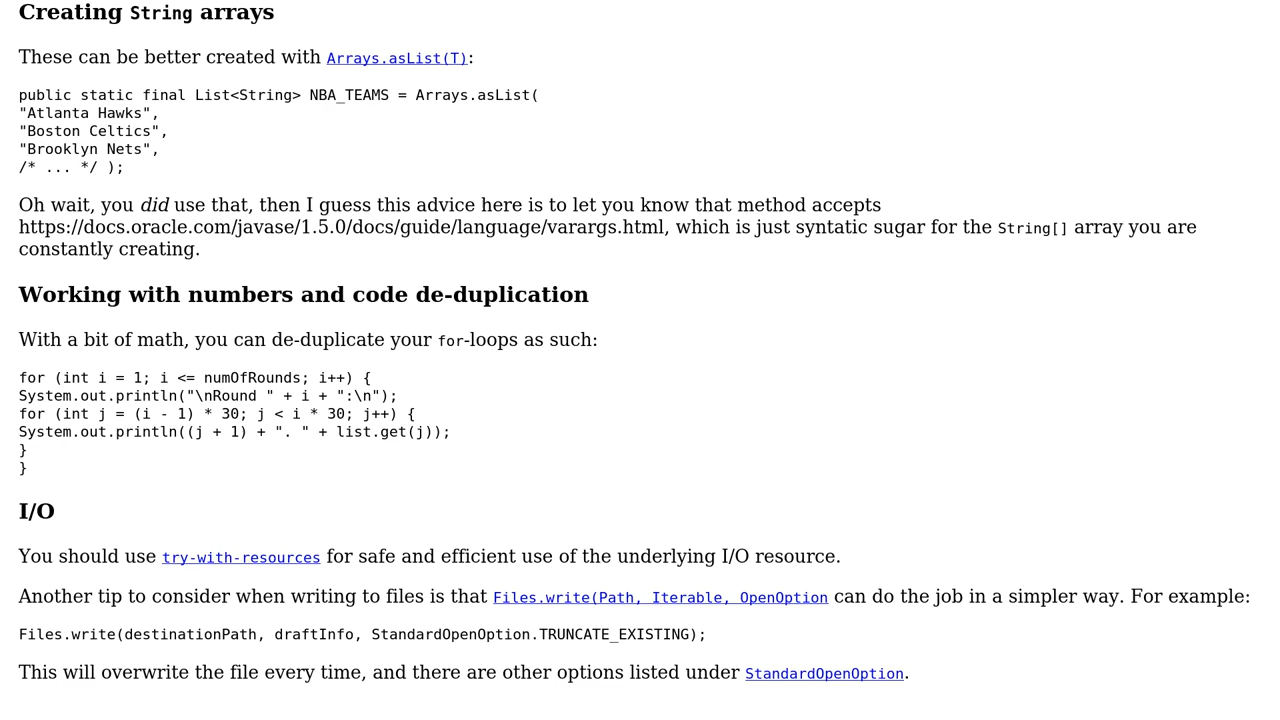 Creating String arrays
These can be better created with Arrays.asList(T):
public static final List<String> NBA_TEAMS = Arrays.asList(
"Atlanta Hawks",
"Boston Celtics",
"Brooklyn Nets",
/* ... */ );
Oh wait, you did use that, then I guess this advice here is to let you know that method accepts
https://docs.oracle.com/javase/1.5.0/docs/guide/language/varargs.html, which is just syntatic sugar for the String[] array you are
constantly creating.
Working with numbers and code de-duplication
With a bit of math, you can de-duplicate your for-loops as such:
for (int i = 1; i <= numOfRounds; i++) {
System.out.println("\nRound " + i + ":\n");
for (int j = (i - 1) * 30; j < i * 30; j++) {
System.out.println((j + 1) + ". " + list.get(j));
}
}
I/O
You should use try-with-resources for safe and efficient use of the underlying I/O resource.
Another tip to consider when writing to files is that Files.write(Path, Iterable, OpenOption can do the job in a simpler way. For example:
Files.write(destinationPath, draftInfo, StandardOpenOption.TRUNCATE_EXISTING);
This will overwrite the file every time, and there are other options listed under StandardOpenOption.